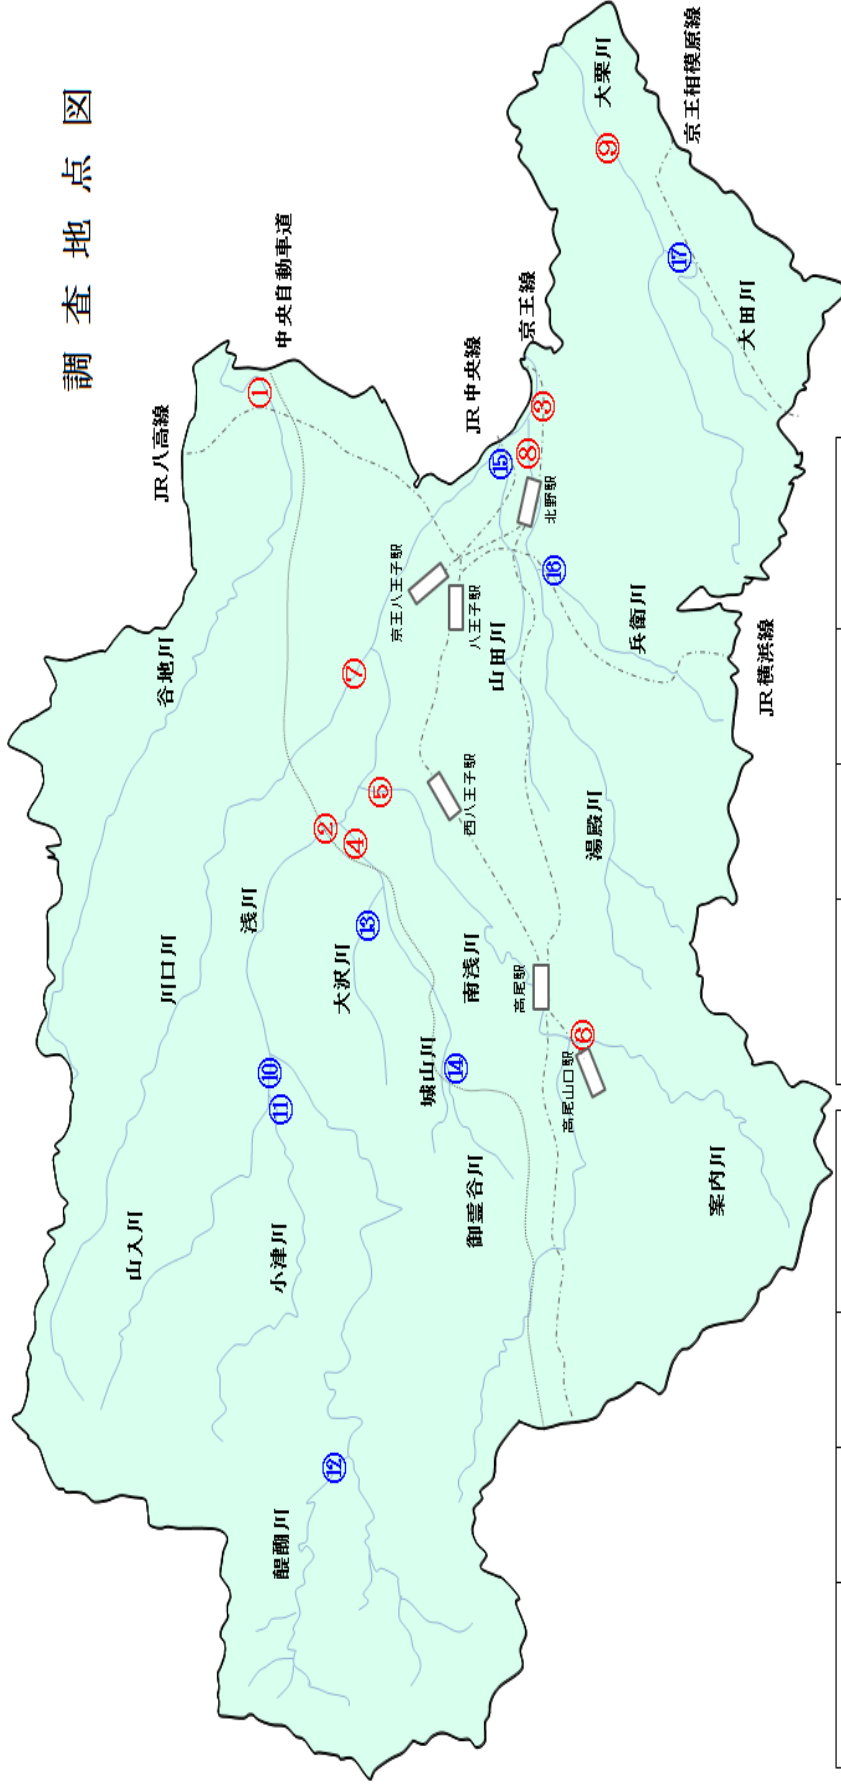 調査地点図
中央自動車道
JR八高線
①
谷地川
JR中央線
京王線
大栗川
⑨
京王相模原線
⑰
大田川
③
⑧
⑮
北野駅
⑯
京王八王子駅
八王子駅
山田川
兵衛川
JR横浜線
⑦
⑤
西八王子駅
湯殿川
②
④
浅川
川口川
⑬
大沢川
南浅川
高尾駅
⑥
高尾山口駅
⑩
⑪
城山川
⑭
御霊谷川
案内川
山入川
小津川
⑫
醍醐川